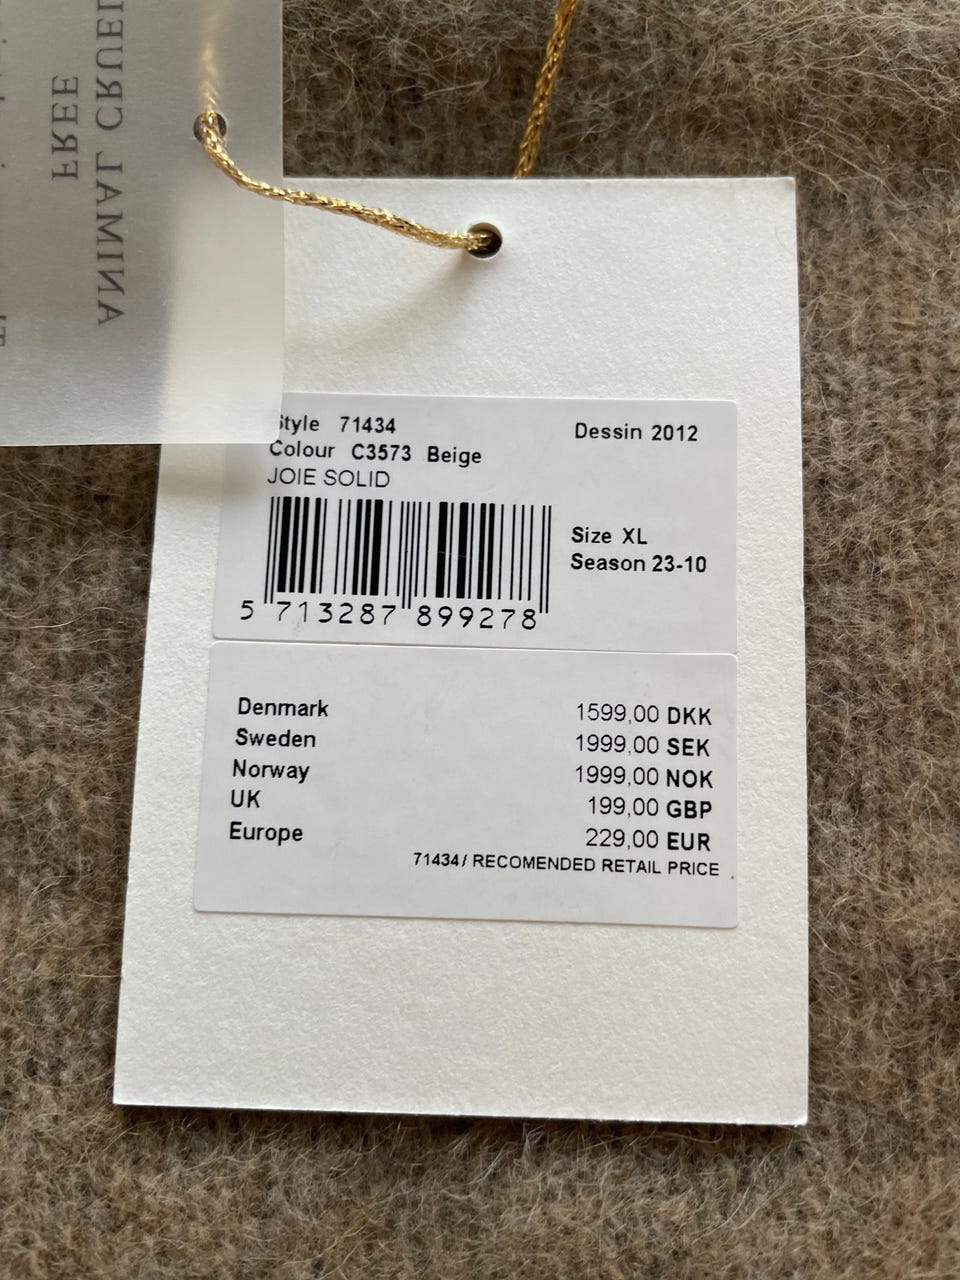 ANIMAL
FREE
Style 71434
Dessin 2012
Colour C3573 Beige
JOIE SOLID
Size XL
Season 23-10
5 713287 899278
Denmark 1599,00 DKK
Sweden 1999,00 SEK
Norway 1999,00 NOK
UK 199,00 GBP
Europe 229,00 EUR
71434/ RECOMENDED RETAIL PRICE